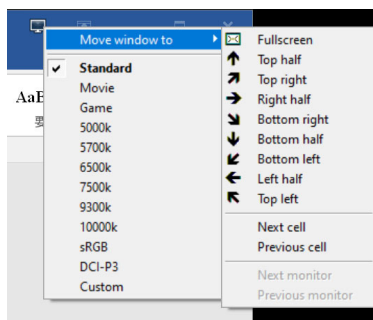 Move window to
Standard
Movie
Game
5000k
5700k
6500k
7500k
9300k
10000k
sRGB
DCI-P3
Custom
Fullscreen
Top half
Top right
Right half
Bottom right
Bottom half
Bottom left
Left half
Top left
Next cell
Previous cell
Next monitor
Previous monitor
AaB
要